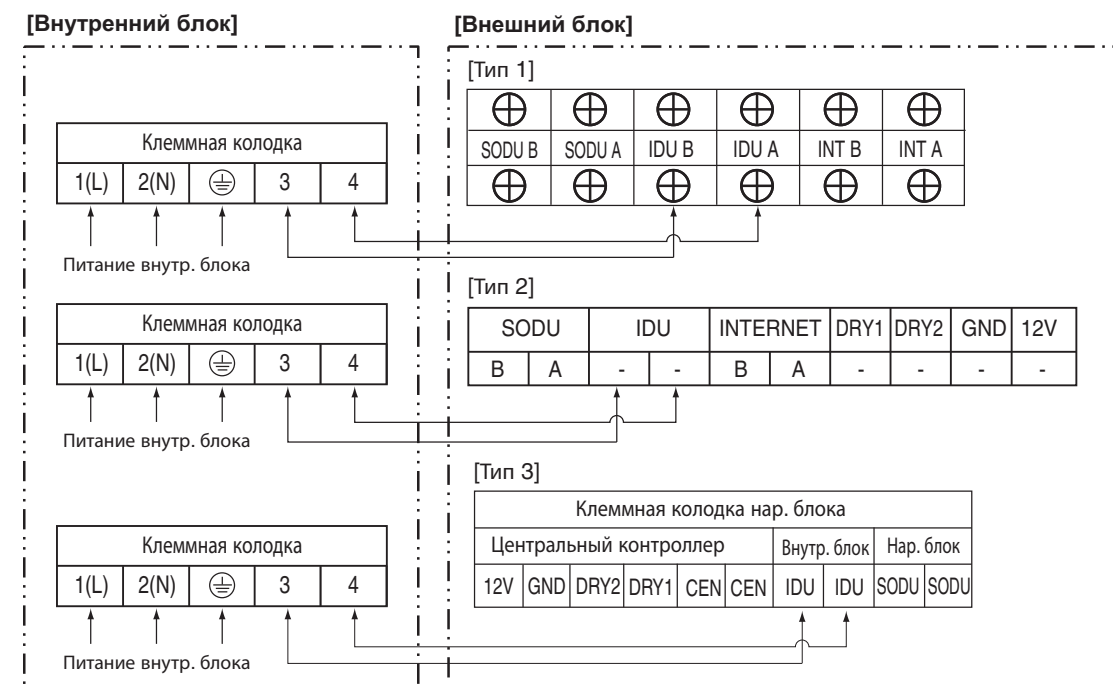 [Внутренний блок]
[Внешний блок]
[Тип 1]
SODU B SODU A IDU B IDU A INT B INT A
Клеммная колодка
1(L) 2(N) 3 4
Питание внутр. блока
[Тип 2]
SODU IDU INTERNET DRY1 DRY2 GND 12V
B A - - B A - - - -
Клеммная колодка
1(L) 2(N) 3 4
Питание внутр. блока
[Тип 3]
Клеммная колодка нар. блока
Центральный контроллер Внутр. блок Нар. блок
12V GND DRY2 DRY1 CEN CEN IDU IDU SODU SODU
Клеммная колодка
1(L) 2(N) 3 4
Питание внутр. блока